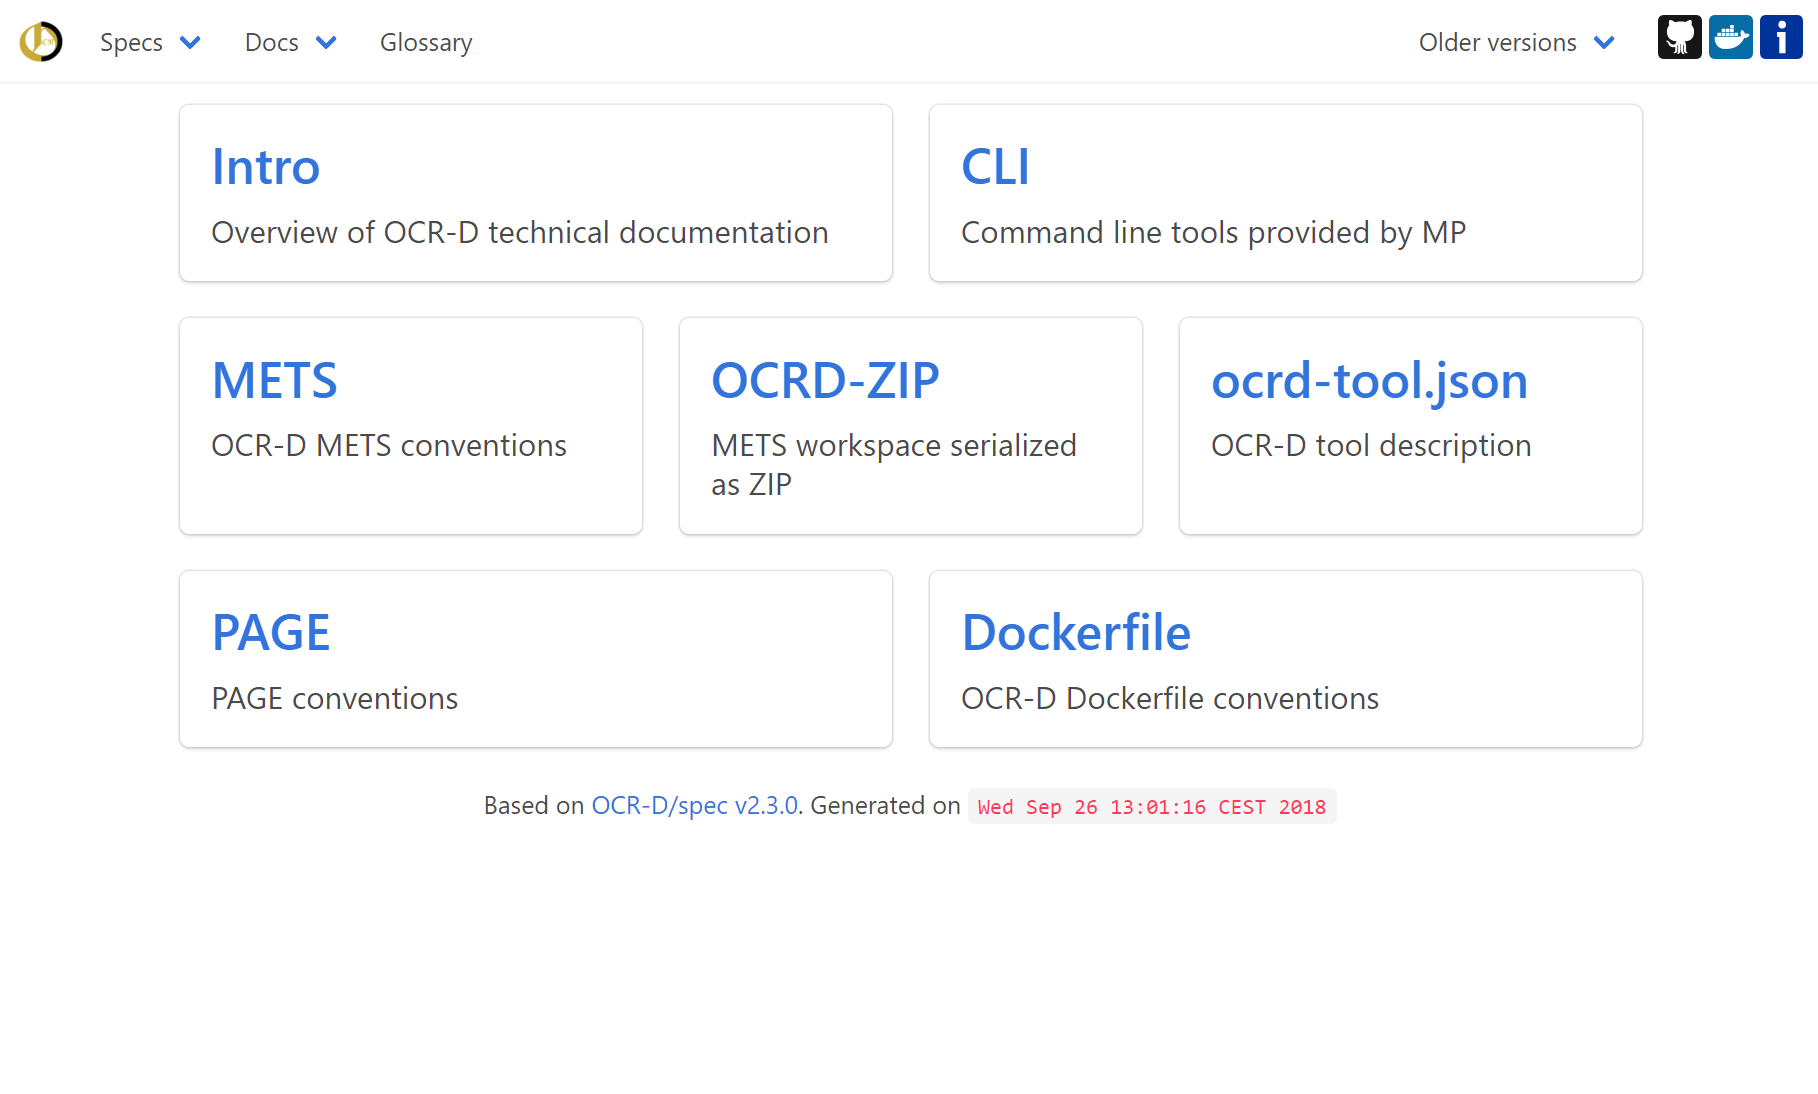 Specs Docs Glossary Older versions
Intro
Overview of OCR-D technical documentation
CLI
Command line tools provided by MP
METS
OCR-D METS conventions
OCRD-ZIP
METS workspace serialized
as ZIP
ocrd-tool.json
OCR-D tool description
PAGE
PAGE conventions
Dockerfile
OCR-D Dockerfile conventions
Based on OCR-D/spec v2.3.0. Generated on Wed Sep 26 13:01:16 CEST 2018